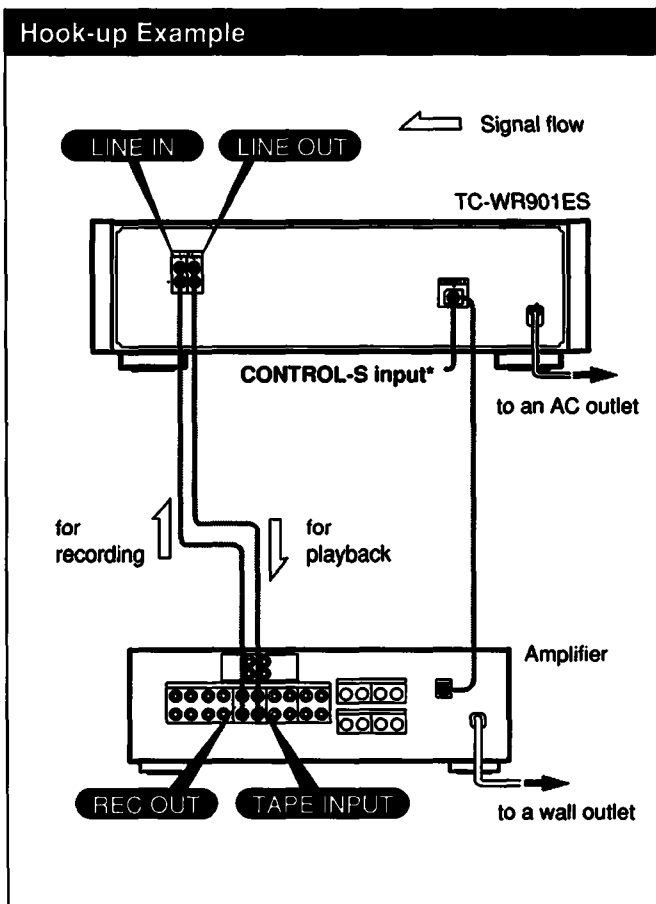 Hook-up Example
Signal flow
LINE IN
LINE OUT
TC-WR901ES
CONTROL-S input*
to an AC outlet
for
recording
for
playback
Amplifier
REC OUT
TAPE INPUT
to a wall outlet